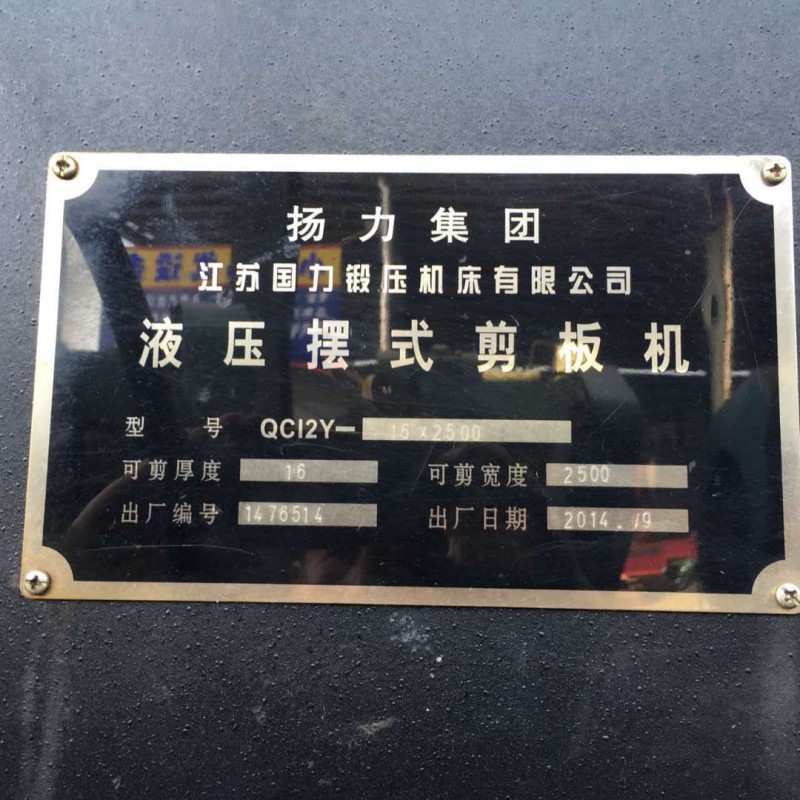 扬力集团
江苏国力锻压机床有限公司
液压摆式剪板机
型号 QC12Y-16×2500
可剪厚度 16 可剪宽度 2500
出厂编号 1476514 出厂日期 2014./9